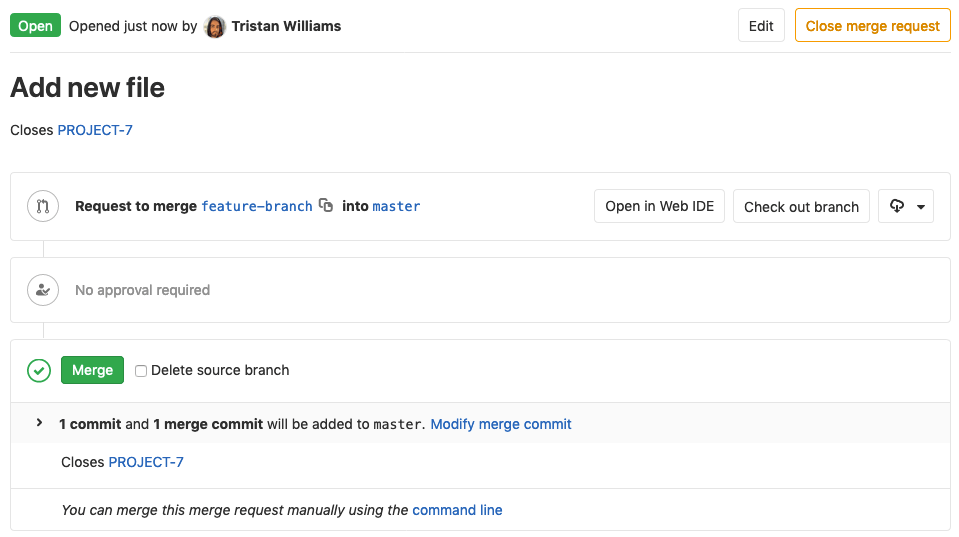 Open Opened just now by Tristan Williams Edit Close merge request
Add new file
Closes PROJECT-7
Request to merge feature-branch into master Open in Web IDE Check out branch
No approval required
Merge Delete source branch
1 commit and 1 merge commit will be added to master. Modify merge commit
Closes PROJECT-7
You can merge this merge request manually using the command line